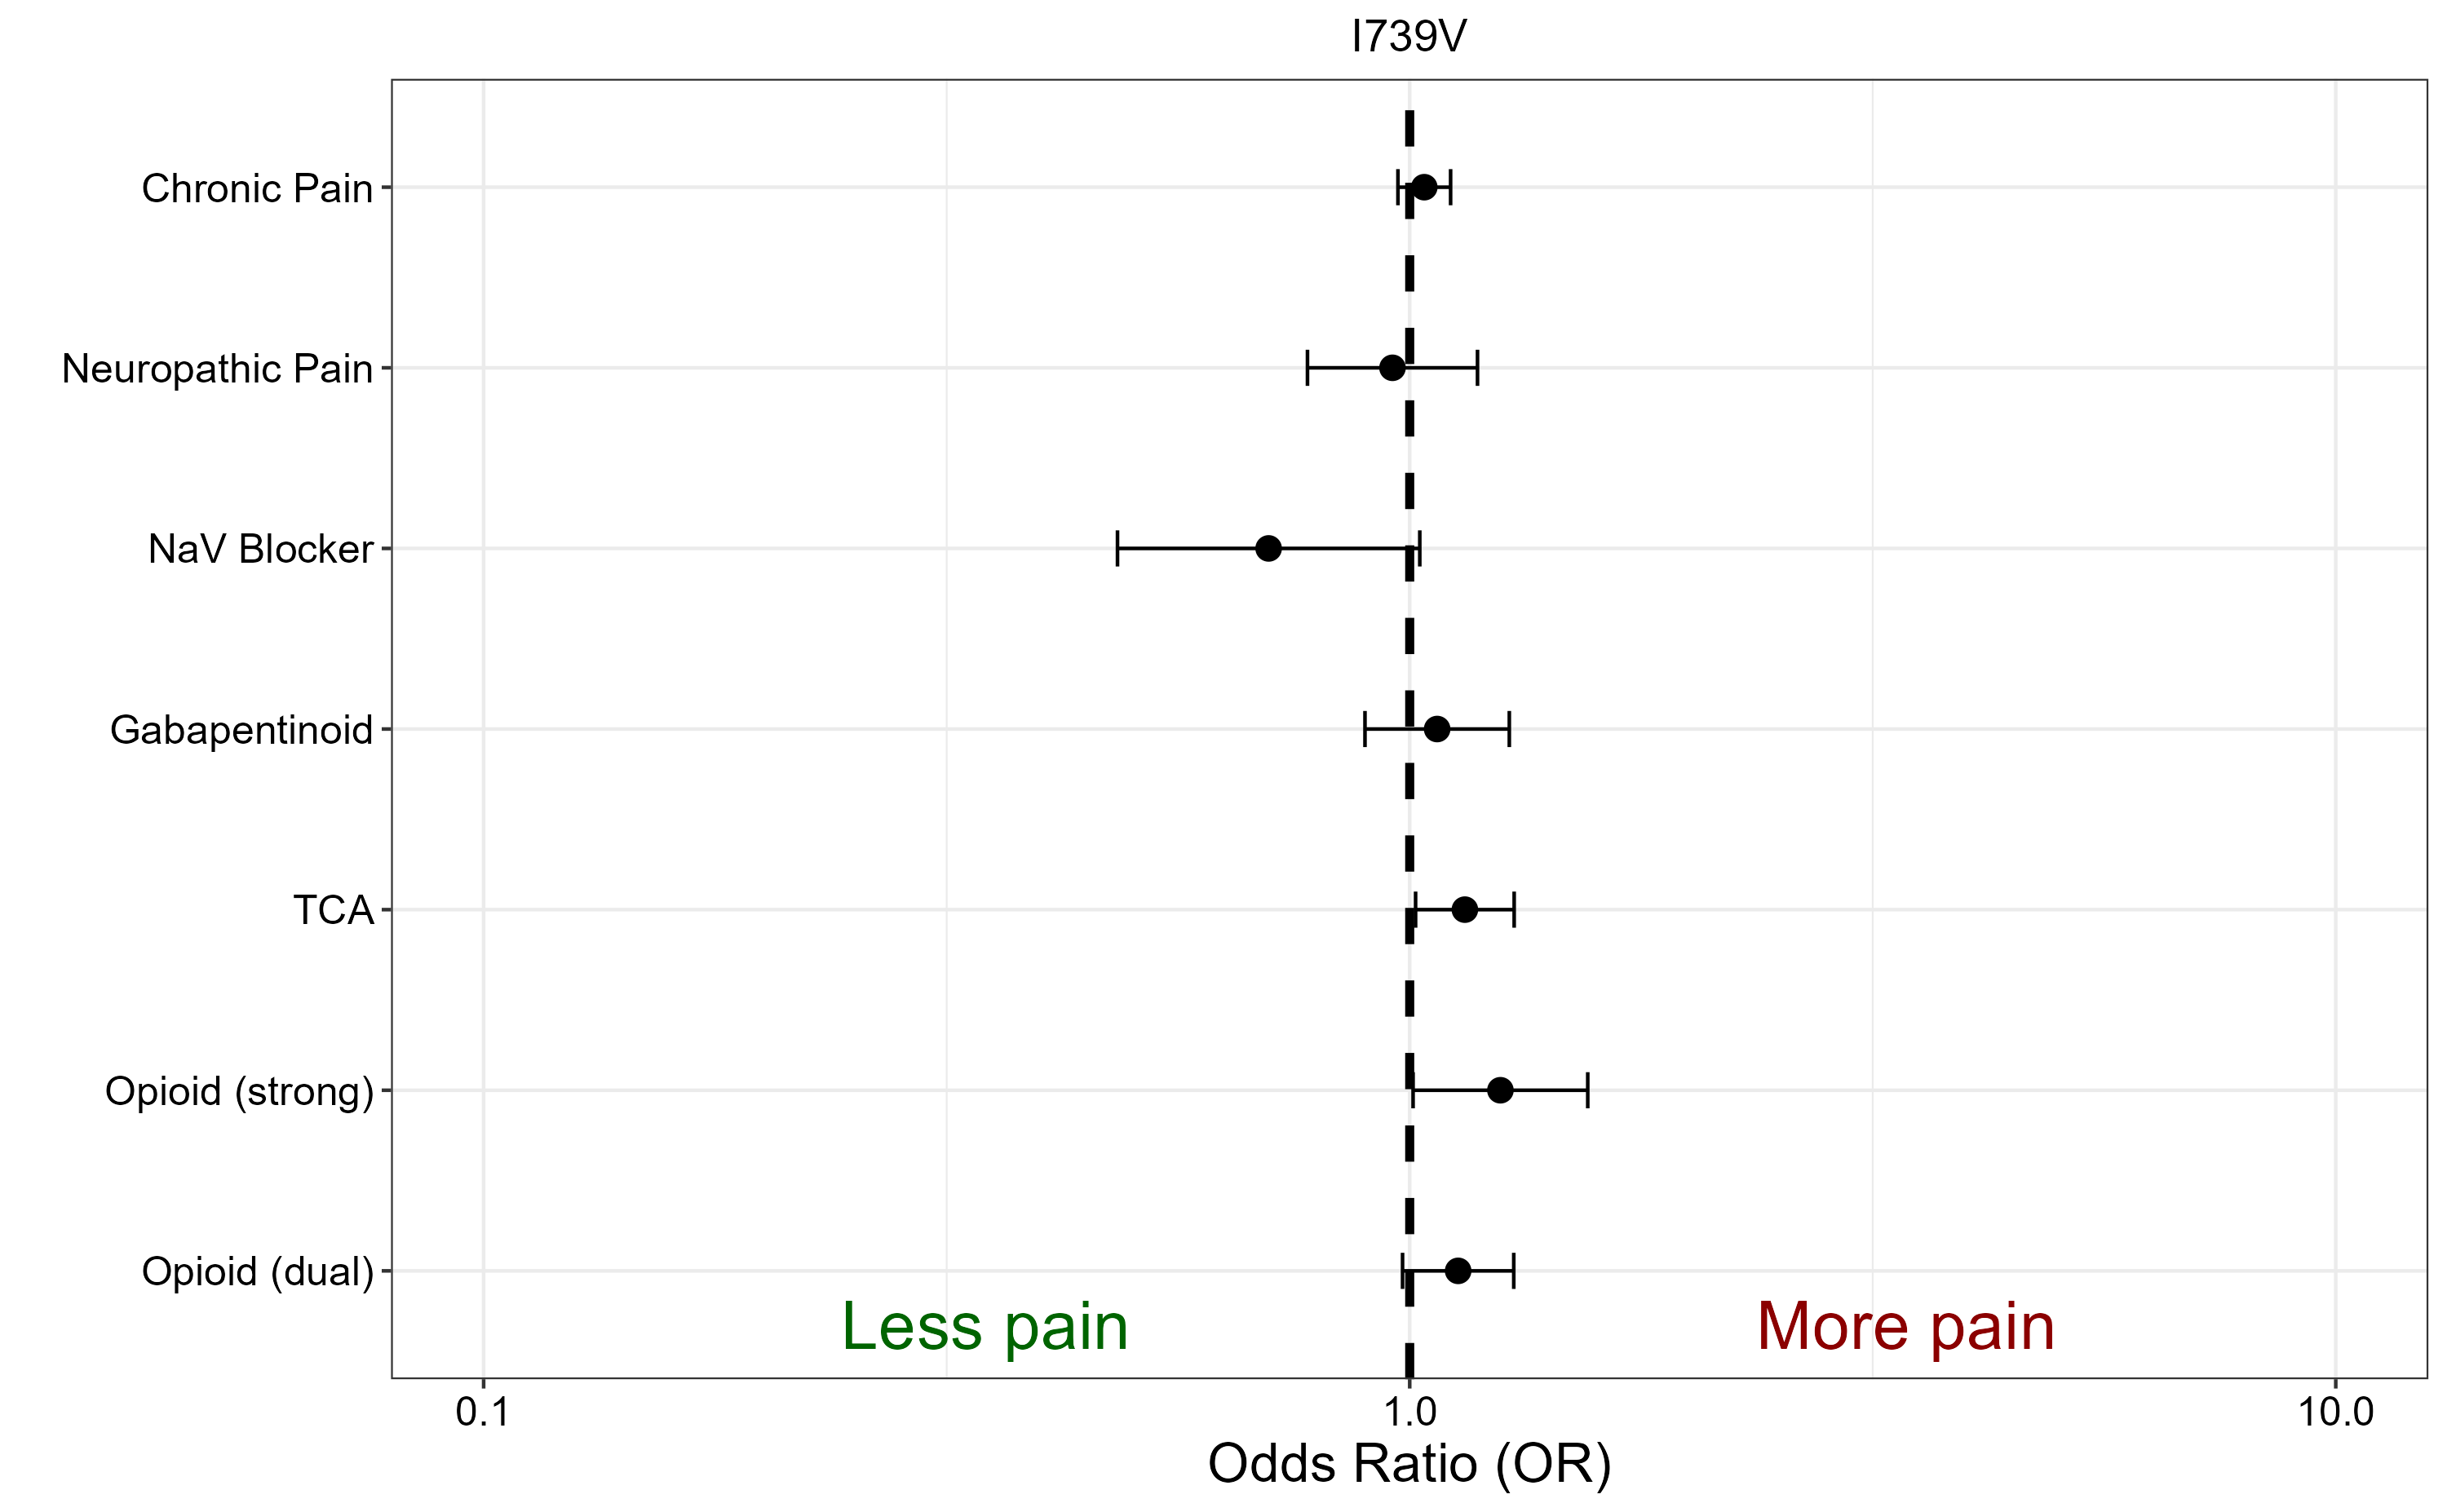 I739V
Chronic Pain
Neuropathic Pain
NaV Blocker
Gabapentinoid
TCA
Opioid (strong)
Opioid (dual)
Less pain
More pain
0.1
1.0
10.0
Odds Ratio (OR)